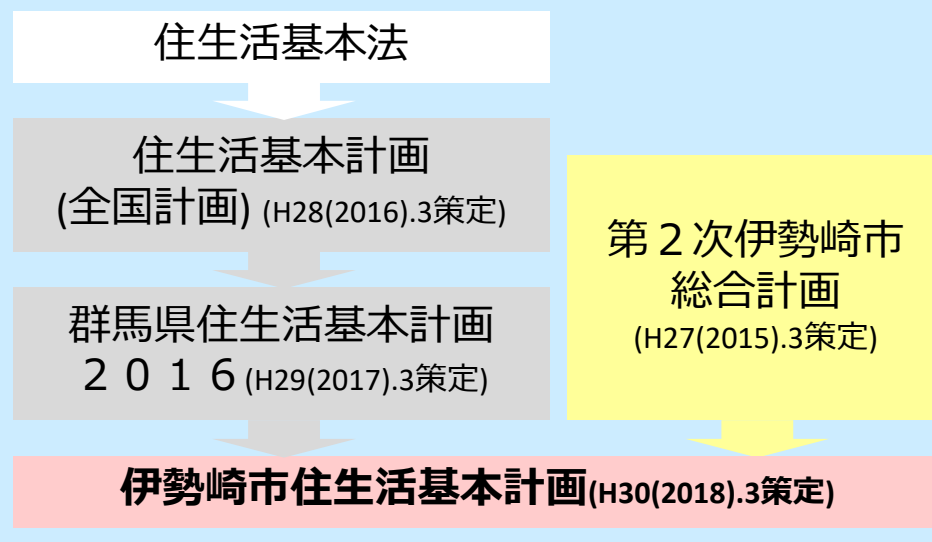 住生活基本法
住生活基本計画
(全国計画) (H28(2016).3策定)
群馬県住生活基本計画
２０１６(H29(2017).3策定)
第２次伊勢崎市
総合計画
(H27(2015).3策定)
伊勢崎市住生活基本計画(H30(2018).3策定)